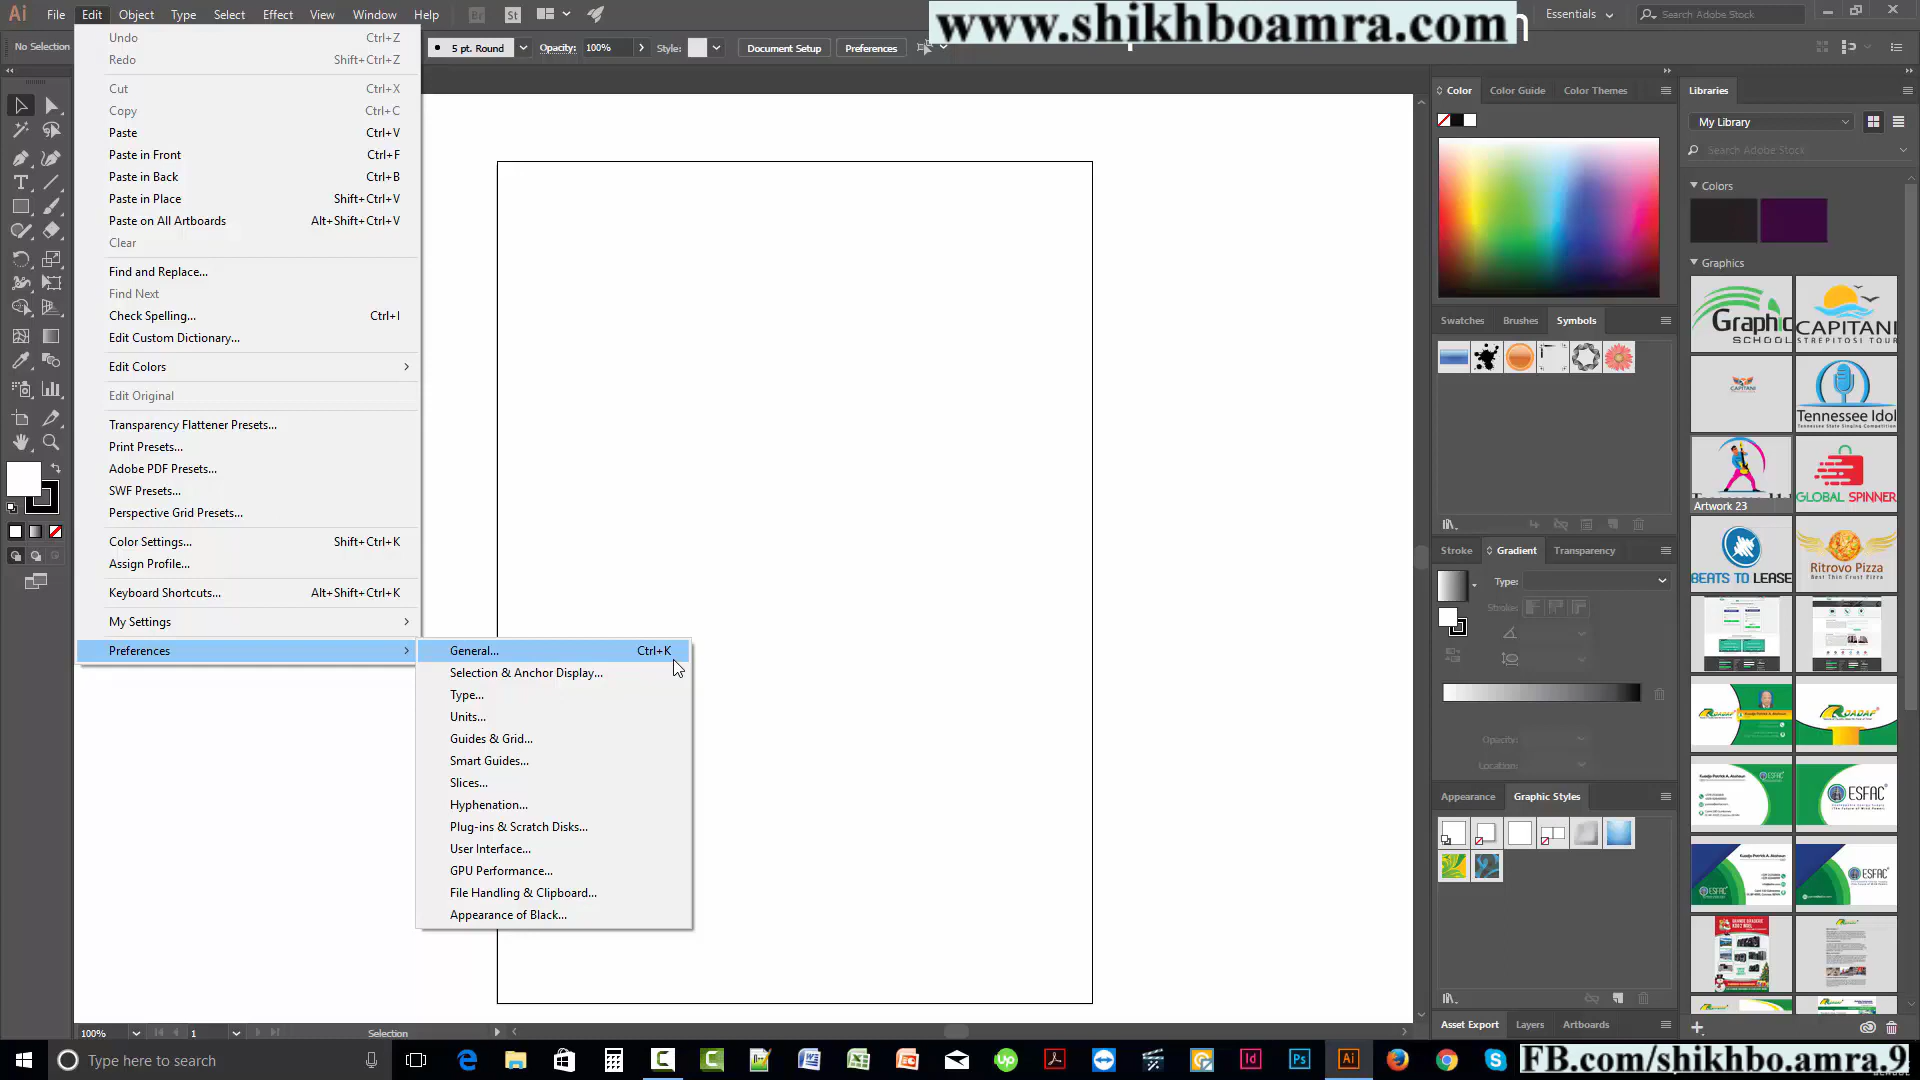 File Edit Object Type Select Effect View Window Help Br St
www.shikhboamra.com
Essentials Search Adobe Stock
No Selection
5 pt. Round Opacity: 100% Style: Document Setup Preferences
Undo Ctrl+Z
Redo Shift+Ctrl+Z
Cut Ctrl+X
Copy Ctrl+C
Paste Ctrl+V
Paste in Front Ctrl+F
Paste in Back Ctrl+B
Paste in Place Shift+Ctrl+V
Paste on All Artboards Alt+Shift+Ctrl+V
Clear
Find and Replace...
Find Next
Check Spelling... Ctrl+I
Edit Custom Dictionary...
Edit Colors
Edit Original
Transparency Flattener Presets...
Print Presets...
Adobe PDF Presets...
SWF Presets...
Perspective Grid Presets...
Color Settings... Shift+Ctrl+K
Assign Profile...
Keyboard Shortcuts... Alt+Shift+Ctrl+K
My Settings
Preferences
General... Ctrl+K
Selection & Anchor Display...
Type...
Units...
Guides & Grid...
Smart Guides...
Slices...
Hyphenation...
Plug-ins & Scratch Disks...
User Interface...
GPU Performance...
File Handling & Clipboard...
Appearance of Black...
Color Color Guide Color Themes
Swatches Brushes Symbols
Stroke Gradient Transparency
Type:
Stroke:
Opacity:
Location:
Appearance Graphic Styles
Asset Export Layers Artboards
Libraries
My Library
Search Adobe Stock
Colors
Graphics
Graphic
SCHOOL
CAPITANI
STREPITOSI TOUR
CAPITANI
Tennessee Idol
Tennessee State Singing Competition
Artwork 23
GLOBAL SPINNER
BEATS TO LEASE
Ritrovo Pizza
Best Thin Crust Pizza
ROADAF
ESFAC
ESFAC
ESFAC
ESFAC
100% 1 Selection
Type here to search
Id Ps Ai
FB.com/shikhbo.amra.9